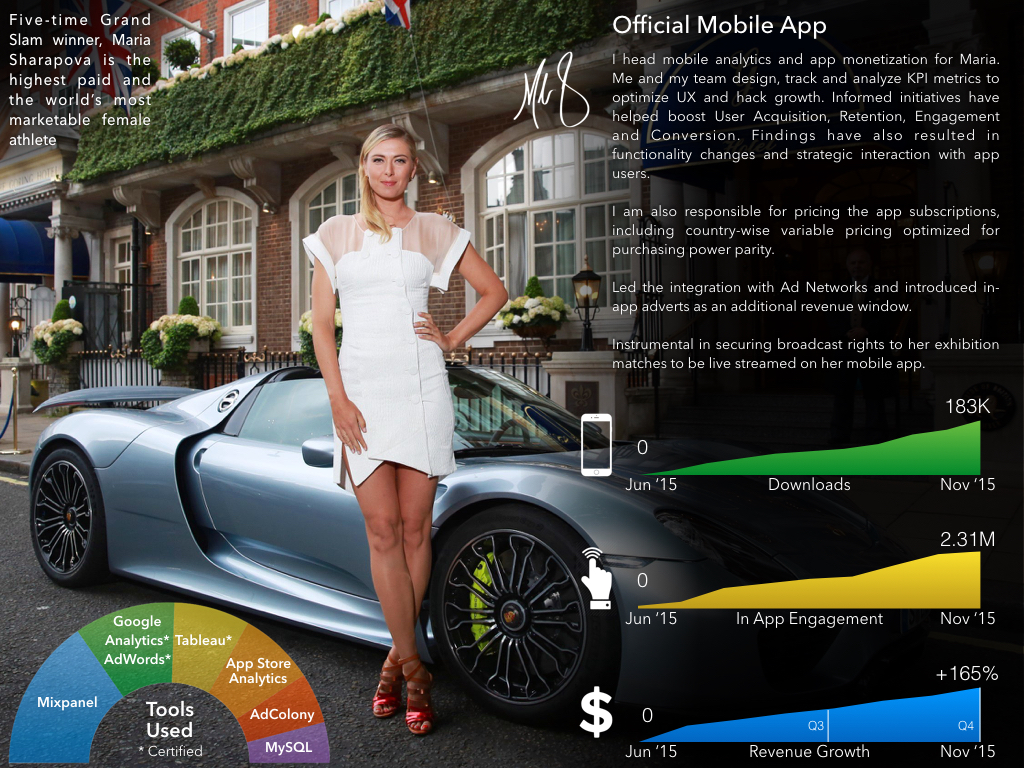 Five-time Grand
Slam winner, Maria
Sharapova is the
highest paid and
the world's most
marketable female
athlete
Official Mobile App
I head mobile analytics and app monetization for Maria.
Me and my team design, track and analyze KPI metrics to
optimize UX and hack growth. Informed initiatives have
helped boost User Acquisition, Retention, Engagement
and Conversion. Findings have also resulted in
functionality changes and strategic interaction with app
users.
I am also responsible for pricing the app subscriptions,
including country-wise variable pricing optimized for
purchasing power parity.
Led the integration with Ad Networks and introduced in-
app adverts as an additional revenue window.
Instrumental in securing broadcast rights to her exhibition
matches to be live streamed on her mobile app.
183K
0
Jun '15 Downloads Nov '15
2.31M
0
Jun '15 In App Engagement Nov '15
+165%
$ 0
Q3 Q4
Jun '15 Revenue Growth Nov '15
Google
Analytics*
AdWords*
Tableau*
App Store
Analytics
Mixpanel
AdColony
MySQL
Tools
Used
* Certified